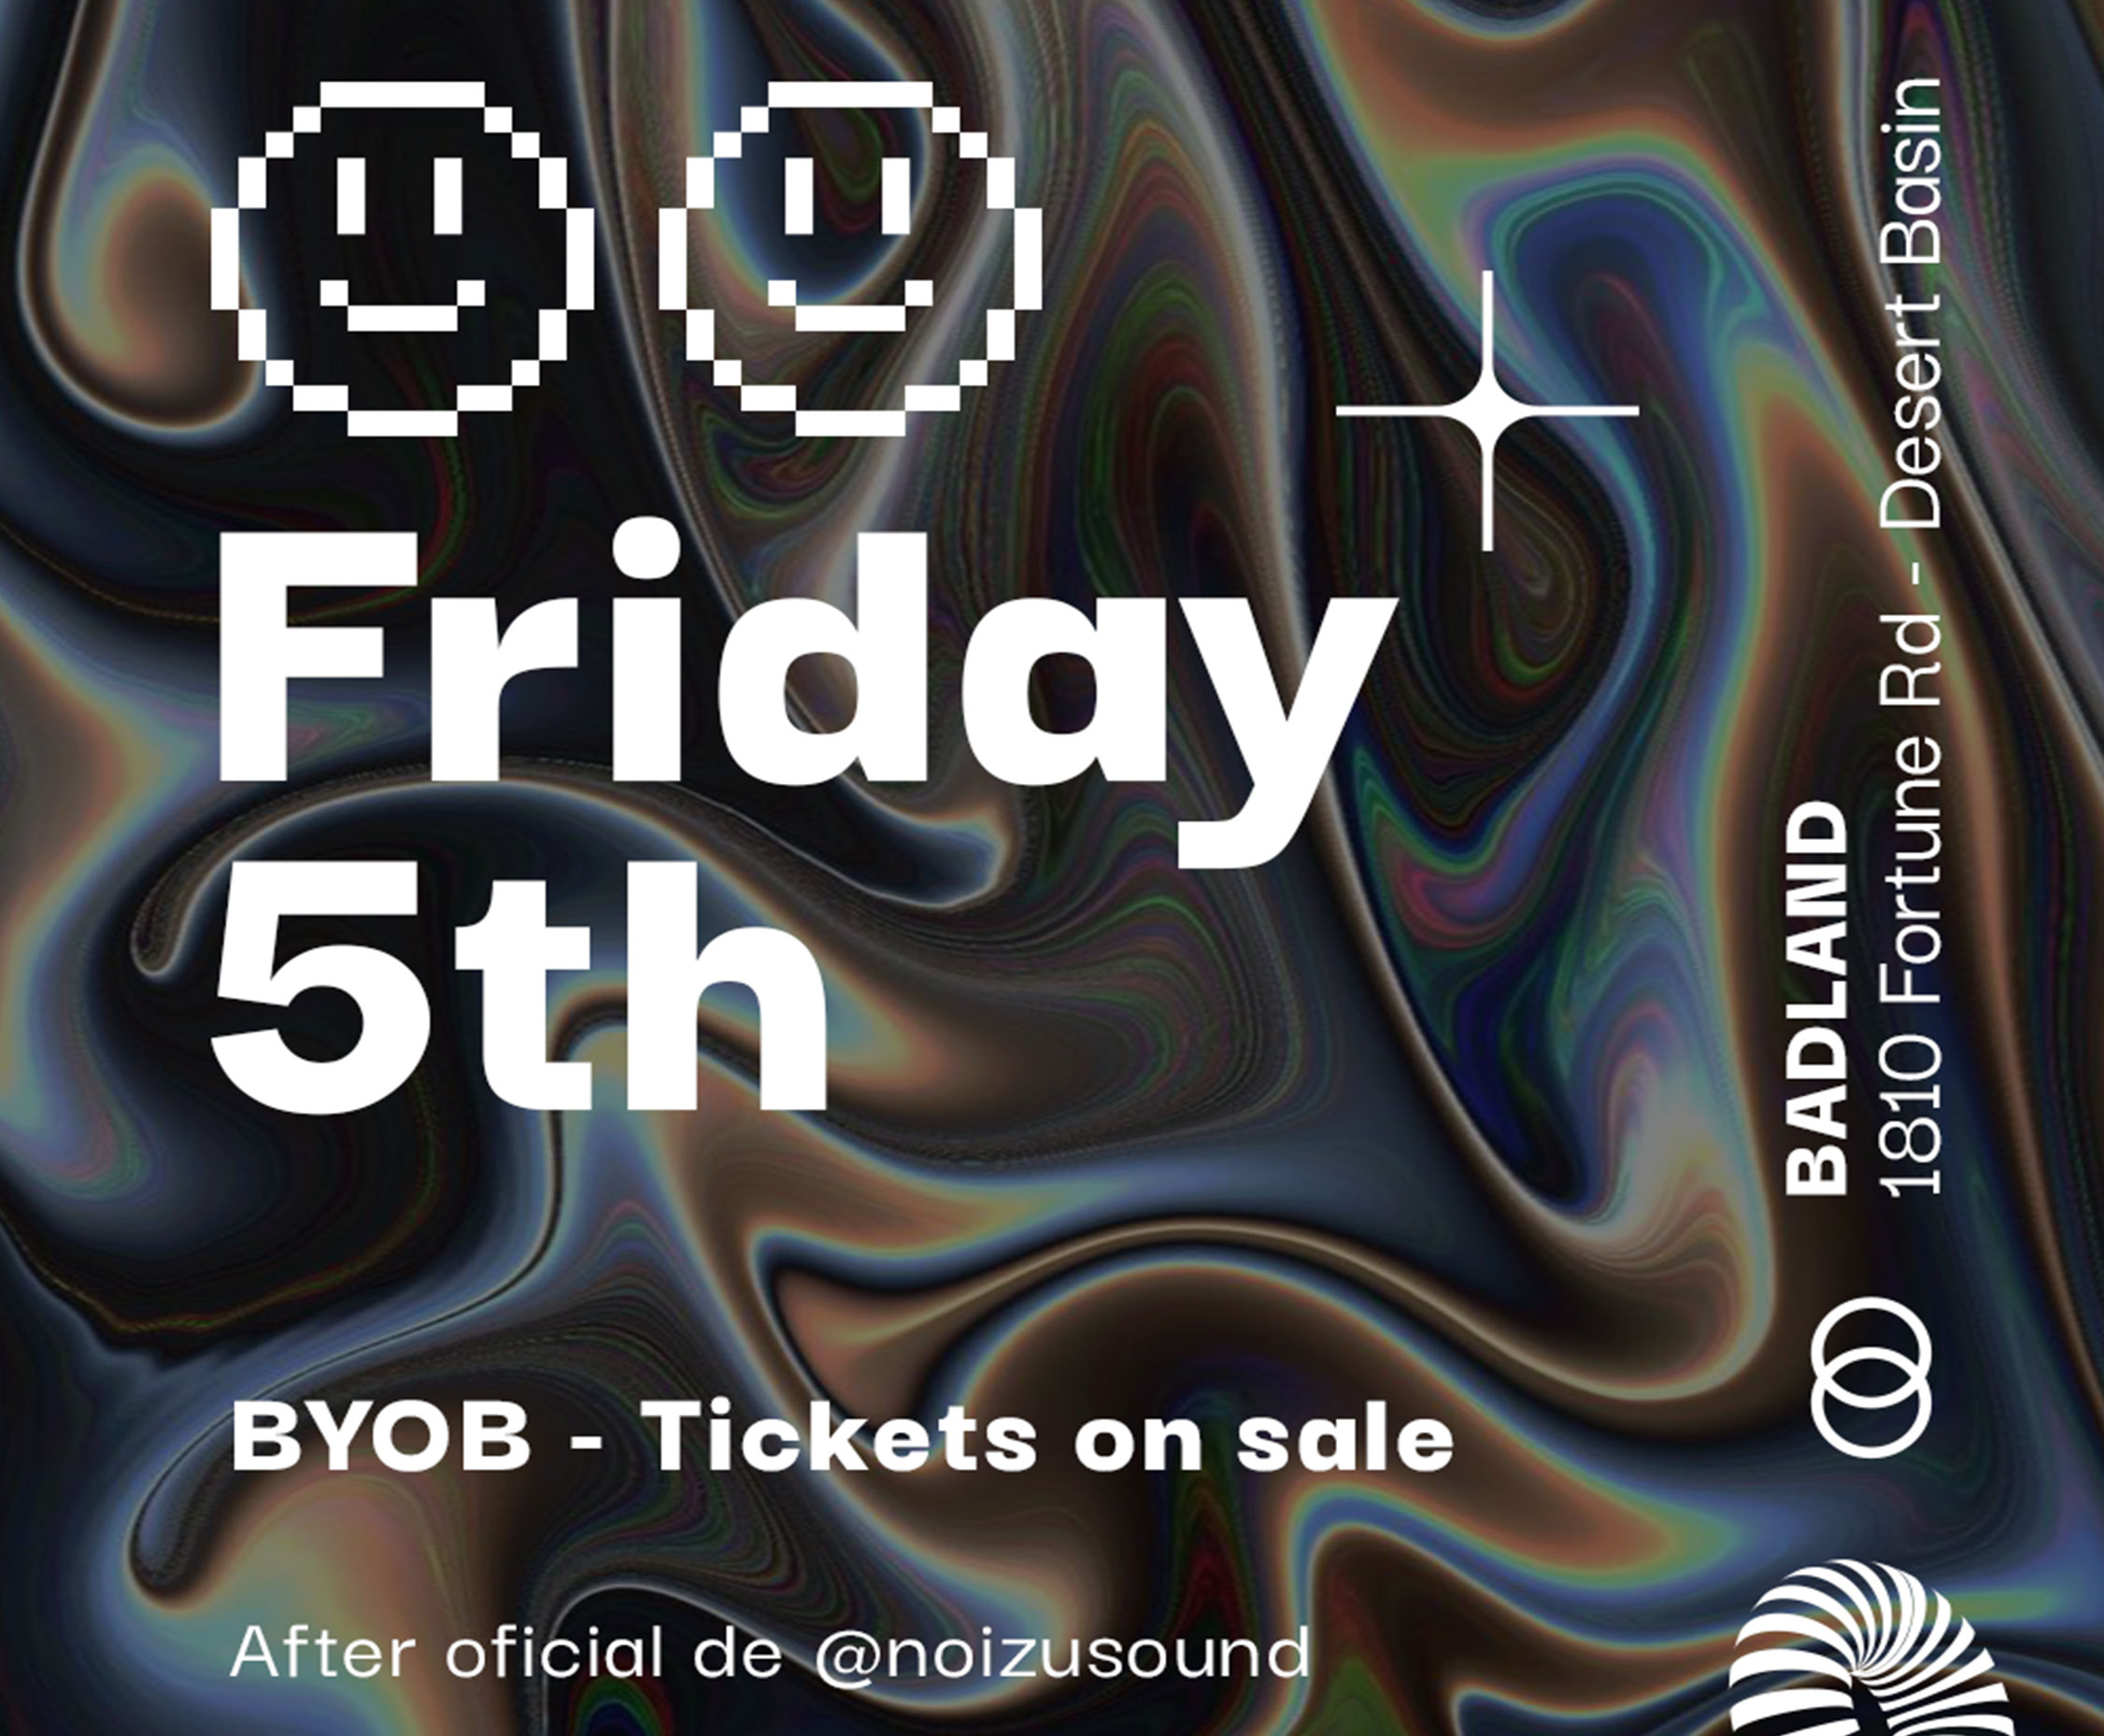 Friday
5th
BYOB - Tickets on sale
After oficial de @noizusound
BADLAND
1810 Fortune Rd - Desert Basin